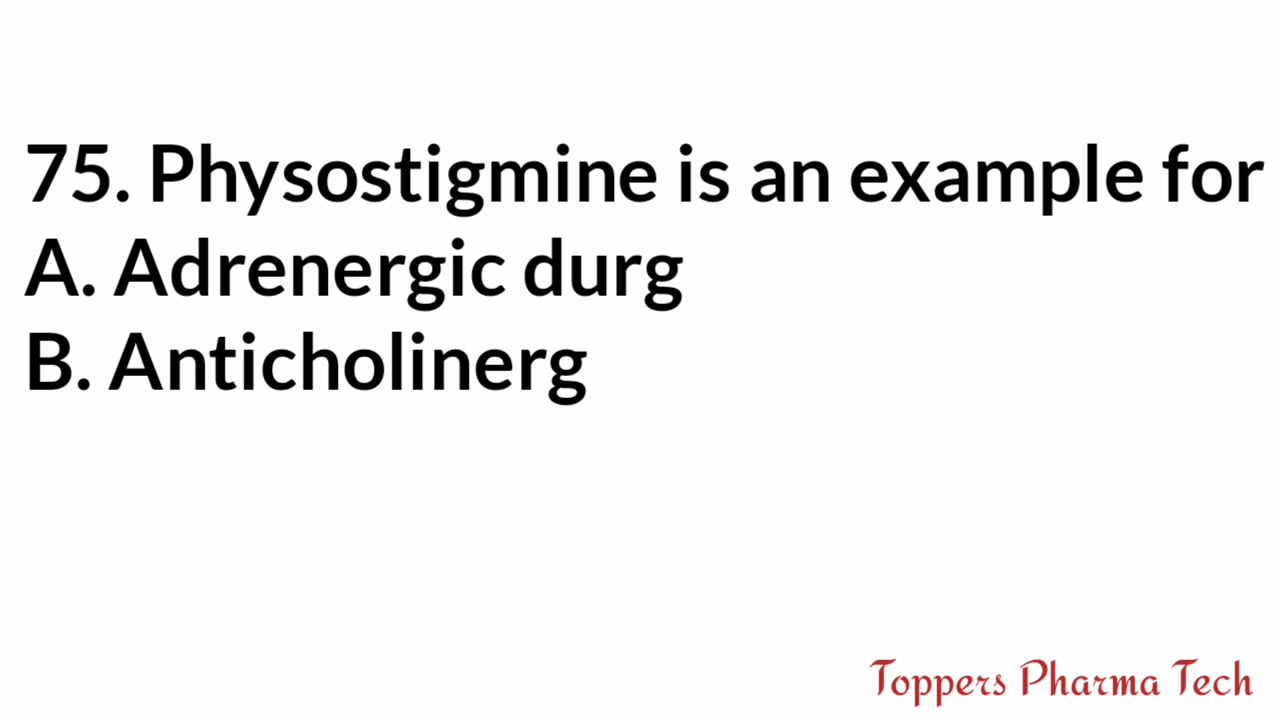 75. Physostigmine is an example for
A. Adrenergic durg
B. Anticholinerg
Toppers Pharma Tech